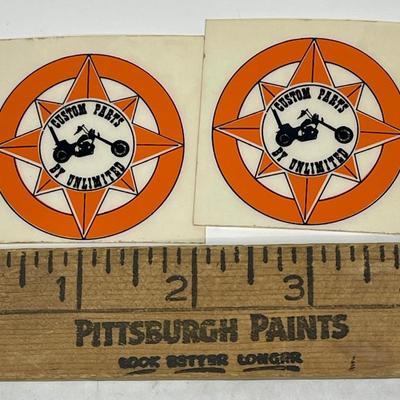 CUSTOM PARTS
BY UNLIMITED
CUSTOM PARTS
BY UNLIMITED
1 2 3
PITTSBURGH PAINTS
LOOK BETTER LONGER